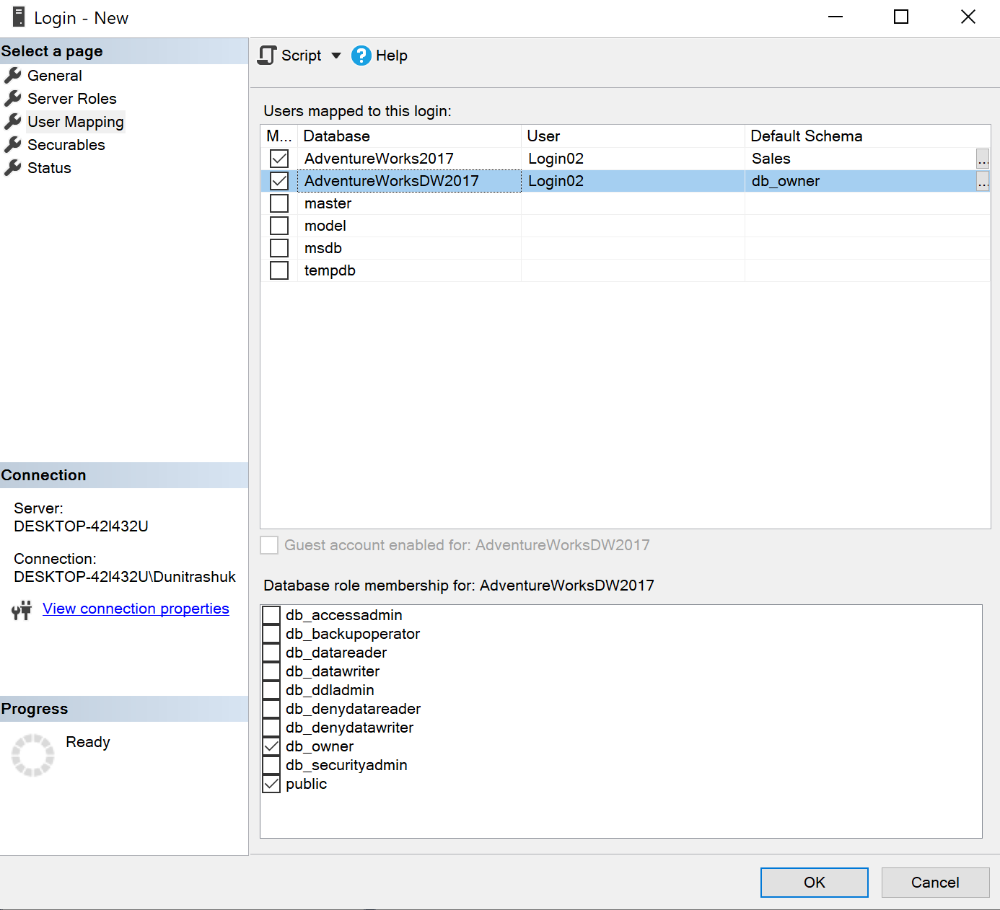 Login - New
Select a page
General
Server Roles
User Mapping
Securables
Status
Connection
Server:
DESKTOP-42I432U
Connection:
DESKTOP-42I432U\Dunitrashuk
View connection properties
Progress
Ready
Script
Help
Users mapped to this login:
M... Database User Default Schema
AdventureWorks2017 Login02 Sales ...
AdventureWorksDW2017 Login02 db_owner ...
master
model
msdb
tempdb
Guest account enabled for: AdventureWorksDW2017
Database role membership for: AdventureWorksDW2017
db_accessadmin
db_backupoperator
db_datareader
db_datawriter
db_ddladmin
db_denydatareader
db_denydatawriter
db_owner
db_securityadmin
public
OK
Cancel